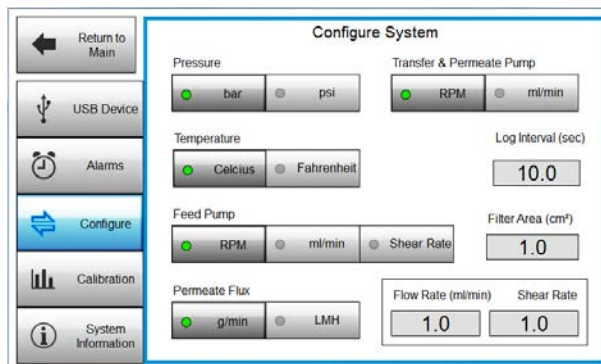 Return to
Main
USB Device
Alarms
Configure
Calibration
System
Information
Configure System
Pressure
bar psi
Transfer & Permeate Pump
RPM ml/min
Temperature
Celcius Fahrenheit
Log Interval (sec)
10.0
Feed Pump
RPM ml/min Shear Rate
Filter Area (cm²)
1.0
Permeate Flux
g/min LMH
Flow Rate (ml/min) Shear Rate
1.0 1.0